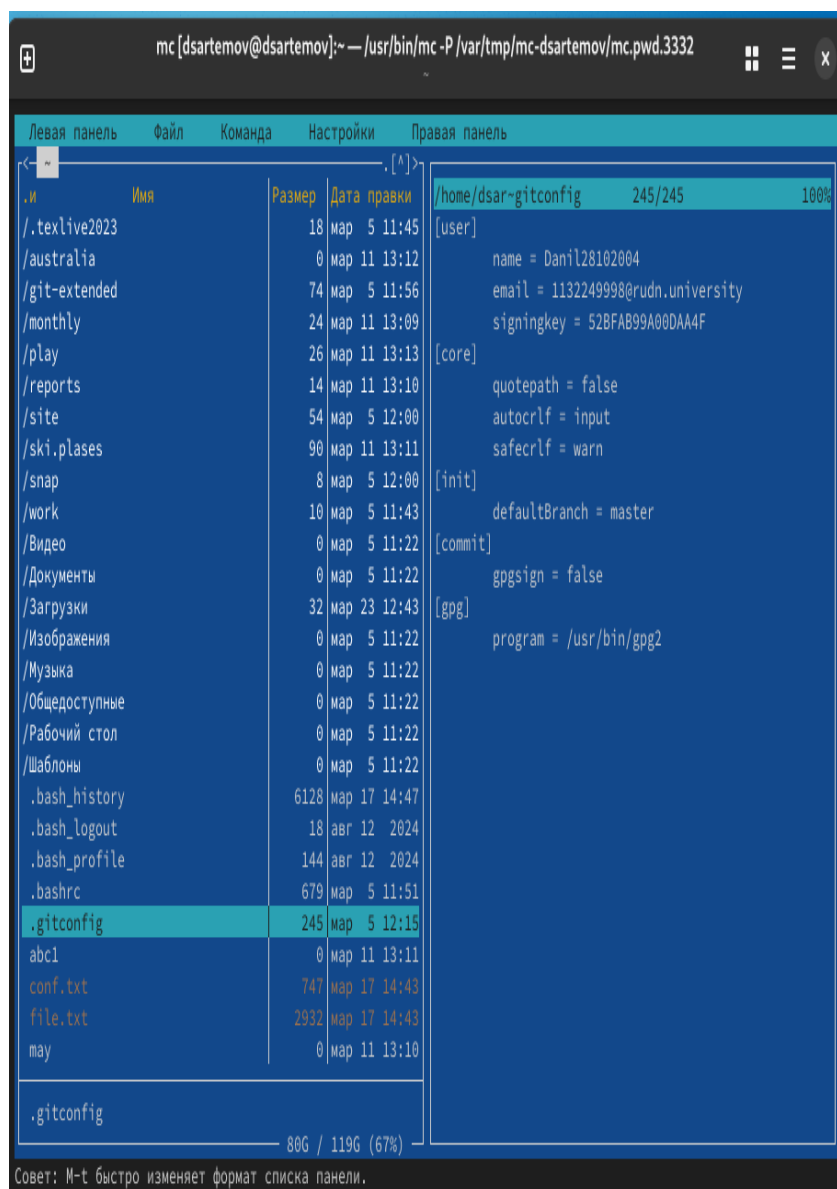 mc [dsartemov@dsartemov]:~ — /usr/bin/mc -P /var/tmp/mc-dsartemov/mc.pwd.3332
~
Левая панель Файл Команда Настройки Правая панель
<- ~ .[^]>
.и Имя Размер Дата правки
/.texlive2023 18 мар 5 11:45
/australia 0 мар 11 13:12
/git-extended 74 мар 5 11:56
/monthly 24 мар 11 13:09
/play 26 мар 11 13:13
/reports 14 мар 11 13:10
/site 54 мар 5 12:00
/ski.plases 90 мар 11 13:11
/snap 8 мар 5 12:00
/work 10 мар 5 11:43
/Видео 0 мар 5 11:22
/Документы 0 мар 5 11:22
/Загрузки 32 мар 23 12:43
/Изображения 0 мар 5 11:22
/Музыка 0 мар 5 11:22
/Общедоступные 0 мар 5 11:22
/Рабочий стол 0 мар 5 11:22
/Шаблоны 0 мар 5 11:22
.bash_history 6128 мар 17 14:47
.bash_logout 18 авг 12 2024
.bash_profile 144 авг 12 2024
.bashrc 679 мар 5 11:51
.gitconfig 245 мар 5 12:15
abc1 0 мар 11 13:11
conf.txt 747 мар 17 14:43
file.txt 2932 мар 17 14:43
may 0 мар 11 13:10
.gitconfig
80G / 119G (67%)
/home/dsar~gitconfig 245/245 100%
[user]
name = Danil28102004
email = 1132249998@rudn.university
signingkey = 52BFAB99A00DAA4F
[core]
quotepath = false
autocrlf = input
safecrlf = warn
[init]
defaultBranch = master
[commit]
gpgsign = false
[gpg]
program = /usr/bin/gpg2
Совет: M-t быстро изменяет формат списка панели.